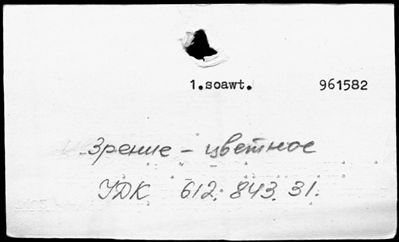 1.soawt. 961582
Зрение – цветное
УДК 612.843.31.